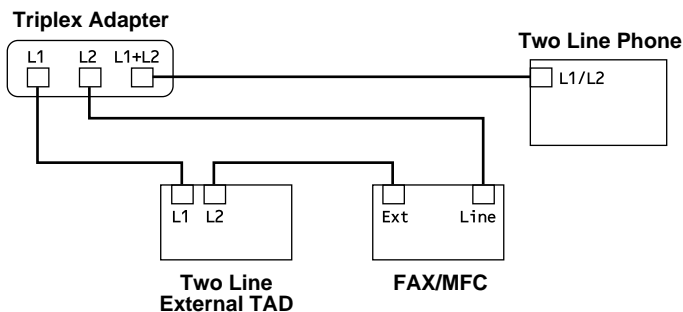 Triplex Adapter
L1 L2 L1+L2
Two Line Phone
L1/L2
L1 L2
Ext Line
Two Line
External TAD
FAX/MFC